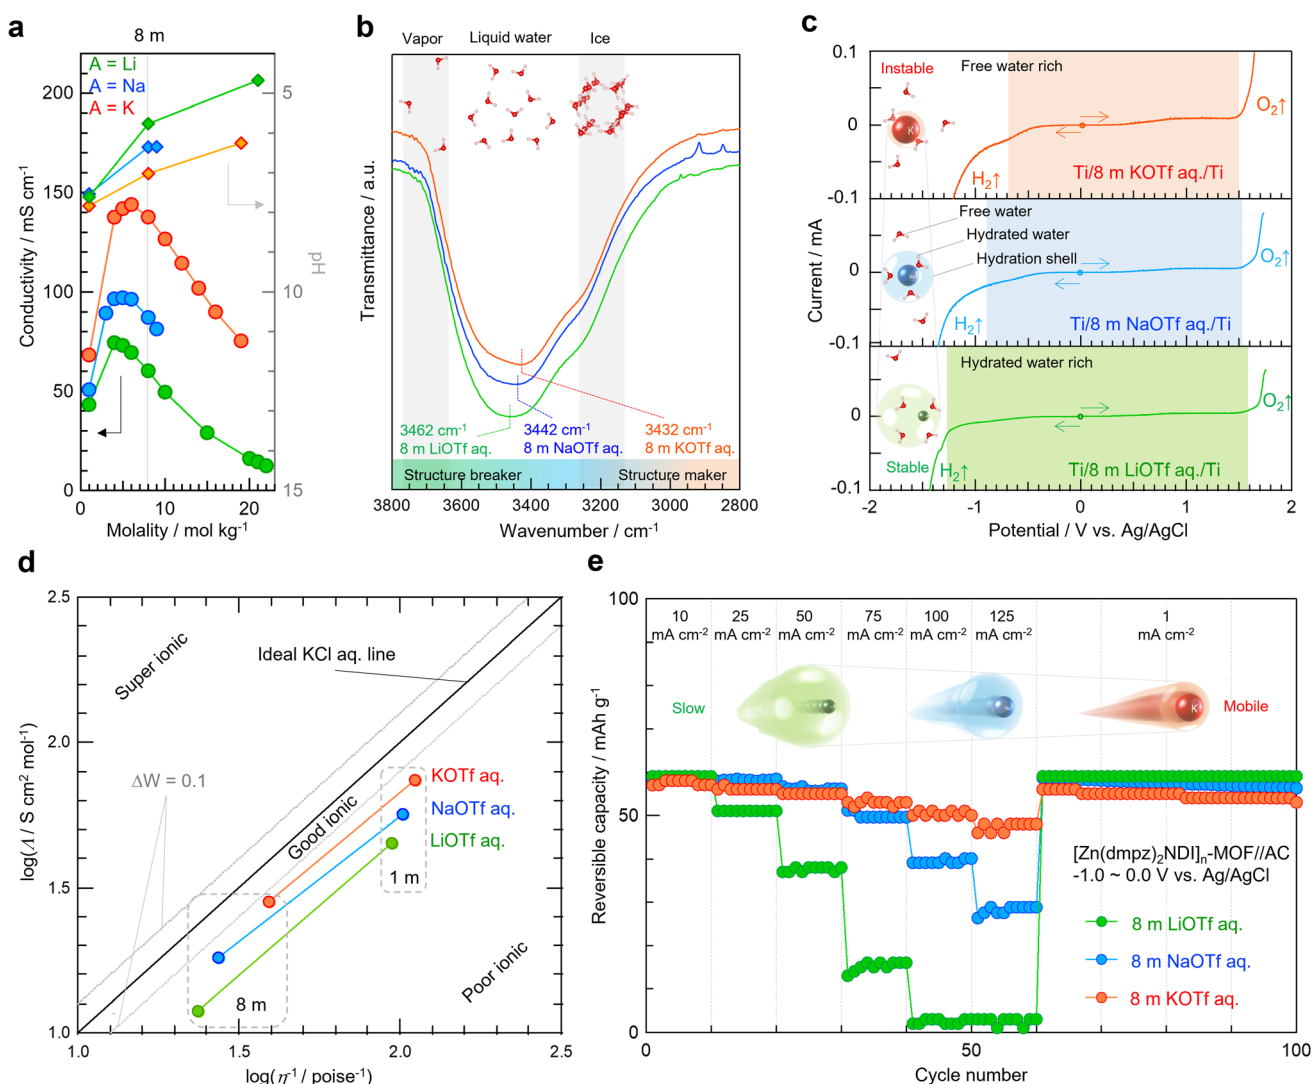 a
8 m
A = Li
A = Na
A = K
200
150
100
50
0
Conductivity / mS cm-1
5
10
15
pH
0
10
20
Molality / mol kg-1
b
Vapor
Liquid water
Ice
Transmittance / a.u.
3462 cm-1
8 m LiOTf aq.
3442 cm-1
8 m NaOTf aq.
3432 cm-1
8 m KOTf aq.
Structure breaker
Structure maker
3800
3600
3400
3200
3000
2800
Wavenumber / cm-1
c
0.1
0
-0.1
Instable
K
Free water rich
O2↑
H2↑
Ti/8 m KOTf aq./Ti
Free water
Hydrated water
Hydration shell
0
-0.1
O2↑
H2↑
Ti/8 m NaOTf aq./Ti
Current / mA
Hydrated water rich
0
-0.1
Stable
O2↑
H2↑
Ti/8 m LiOTf aq./Ti
-2
-1
0
1
2
Potential / V vs. Ag/AgCl
d
2.5
2.0
1.5
1.0
log(Λ / S cm2 mol-1)
Super ionic
Ideal KCl aq. line
ΔW = 0.1
Good ionic
KOTf aq.
NaOTf aq.
LiOTf aq.
1 m
8 m
Poor ionic
1.0
1.5
2.0
2.5
log(η-1 / poise-1)
e
100
50
0
Reversible capacity / mAh g-1
10
mA cm-2
25
mA cm-2
50
mA cm-2
75
mA cm-2
100
mA cm-2
125
mA cm-2
1
mA cm-2
Slow
K
Mobile
[Zn(dmpz)2NDI]n-MOF//AC
-1.0 ~ 0.0 V vs. Ag/AgCl
8 m LiOTf aq.
8 m NaOTf aq.
8 m KOTf aq.
0
50
100
Cycle number